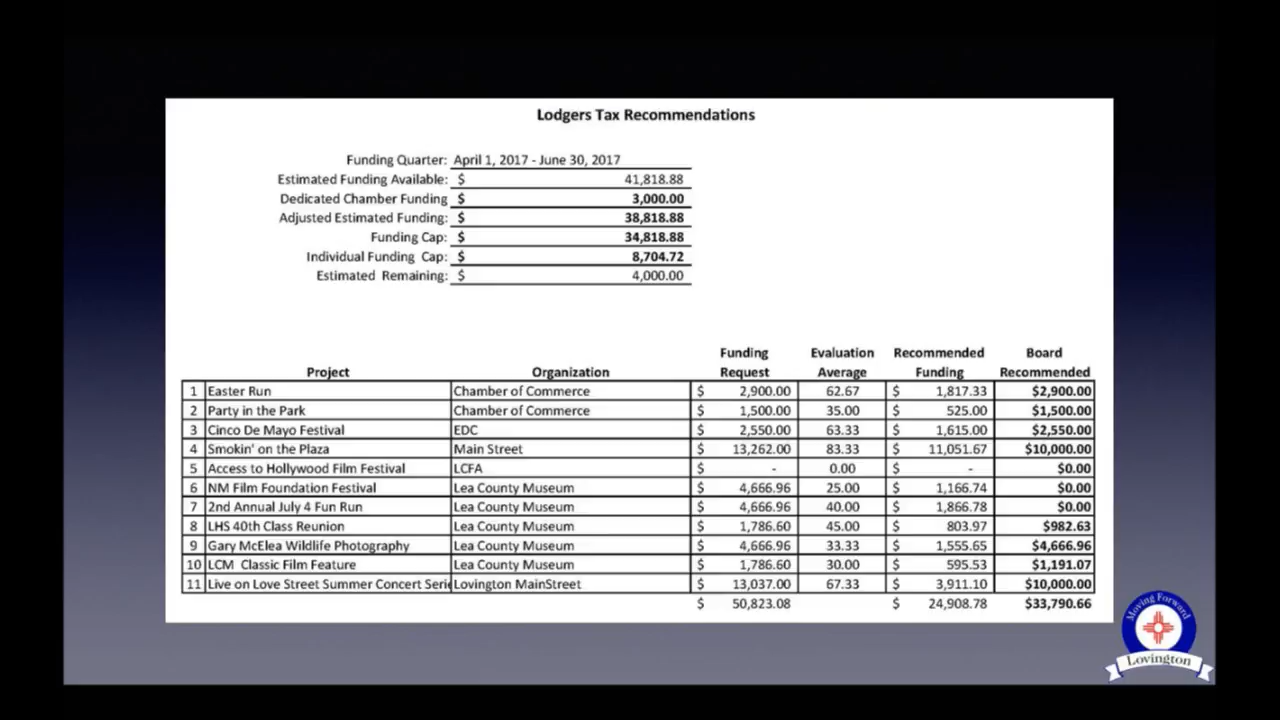 Lodgers Tax Recommendations
Funding Quarter: April 1, 2017 - June 30, 2017
Estimated Funding Available: $ 41,818.88
Dedicated Chamber Funding $ 3,000.00
Adjusted Estimated Funding: $ 38,818.88
Funding Cap: $ 34,818.88
Individual Funding Cap: $ 8,704.72
Estimated Remaining: $ 4,000.00
Funding Evaluation Recommended Board
Project Organization Request Average Funding Recommended
1 Easter Run Chamber of Commerce $ 2,900.00 62.67 $ 1,817.33 $2,900.00
2 Party in the Park Chamber of Commerce $ 1,500.00 35.00 $ 525.00 $1,500.00
3 Cinco De Mayo Festival EDC $ 2,550.00 63.33 $ 1,615.00 $2,550.00
4 Smokin' on the Plaza Main Street $ 13,262.00 83.33 $ 11,051.67 $10,000.00
5 Access to Hollywood Film Festival LCFA $ - 0.00 $ - $0.00
6 NM Film Foundation Festival Lea County Museum $ 4,666.96 25.00 $ 1,166.74 $0.00
7 2nd Annual July 4 Fun Run Lea County Museum $ 4,666.96 40.00 $ 1,866.78 $0.00
8 LHS 40th Class Reunion Lea County Museum $ 1,786.60 45.00 $ 803.97 $982.63
9 Gary McElea Wildlife Photography Lea County Museum $ 4,666.96 33.33 $ 1,555.65 $4,666.96
10 LCM Classic Film Feature Lea County Museum $ 1,786.60 30.00 $ 595.53 $1,191.07
11 Live on Love Street Summer Concert Serie Lovington MainStreet $ 13,037.00 67.33 $ 3,911.10 $10,000.00
$ 50,823.08 $ 24,908.78 $33,790.66
Moving Forward
Lovington